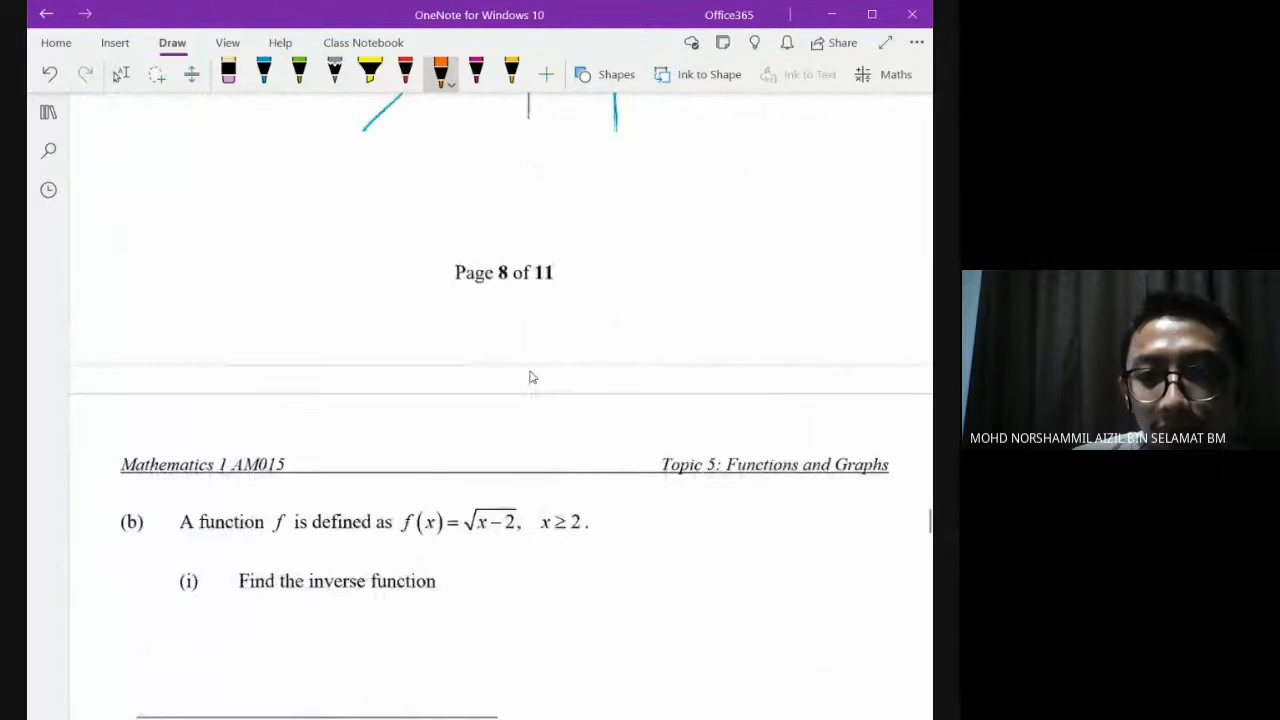 OneNote for Windows 10
Office365
Home Insert Draw View Help Class Notebook
Share
Shapes
Ink to Shape
Ink to Text
Maths
Page 8 of 11
Mathematics 1 AM015
Topic 5: Functions and Graphs
(b) A function f is defined as f(x)=√x−2, x≥2.
(i) Find the inverse function
MOHD NORSHAMMIL AIZIL BIN SELAMAT BM